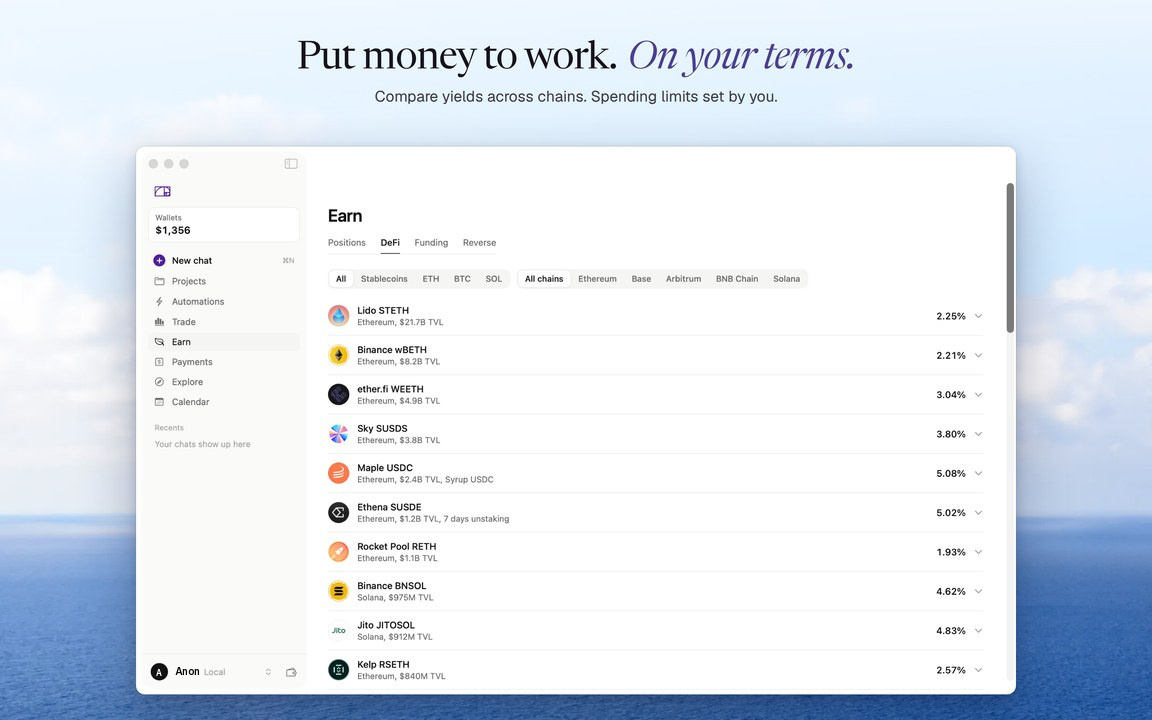 Put money to work. On your terms.
Compare yields across chains. Spending limits set by you.
Wallets
$1,356
New chat ⌘N
Projects
Automations
Trade
Earn
Payments
Explore
Calendar
Recents
Your chats show up here
A Anon Local
Earn
Positions DeFi Funding Reverse
All Stablecoins ETH BTC SOL All chains Ethereum Base Arbitrum BNB Chain Solana
Lido STETH
Ethereum, $21.7B TVL
2.25%
Binance wBETH
Ethereum, $8.2B TVL
2.21%
ether.fi WEETH
Ethereum, $4.9B TVL
3.04%
Sky SUSDS
Ethereum, $3.8B TVL
3.80%
Maple USDC
Ethereum, $2.4B TVL, Syrup USDC
5.08%
Ethena SUSDE
Ethereum, $1.2B TVL, 7 days unstaking
5.02%
Rocket Pool RETH
Ethereum, $1.1B TVL
1.93%
Binance BNSOL
Solana, $975M TVL
4.62%
Jito
Jito JITOSOL
Solana, $912M TVL
4.83%
Kelp RSETH
Ethereum, $840M TVL
2.57%